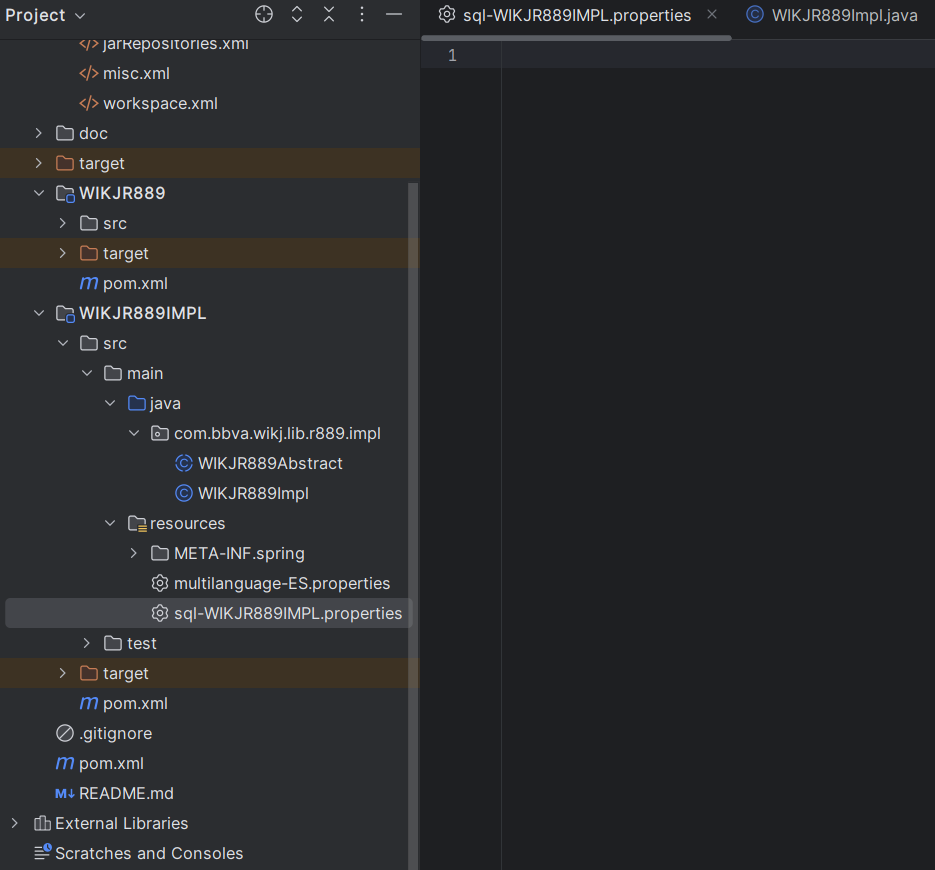 Project
sql-WIKJR889IMPL.properties
WIKJR889Impl.java
jarRepositories.xml
misc.xml
workspace.xml
doc
target
WIKJR889
src
target
pom.xml
WIKJR889IMPL
src
main
java
com.bbva.wikj.lib.r889.impl
WIKJR889Abstract
WIKJR889Impl
resources
META-INF.spring
multilanguage-ES.properties
sql-WIKJR889IMPL.properties
test
target
pom.xml
.gitignore
pom.xml
README.md
External Libraries
Scratches and Consoles
1